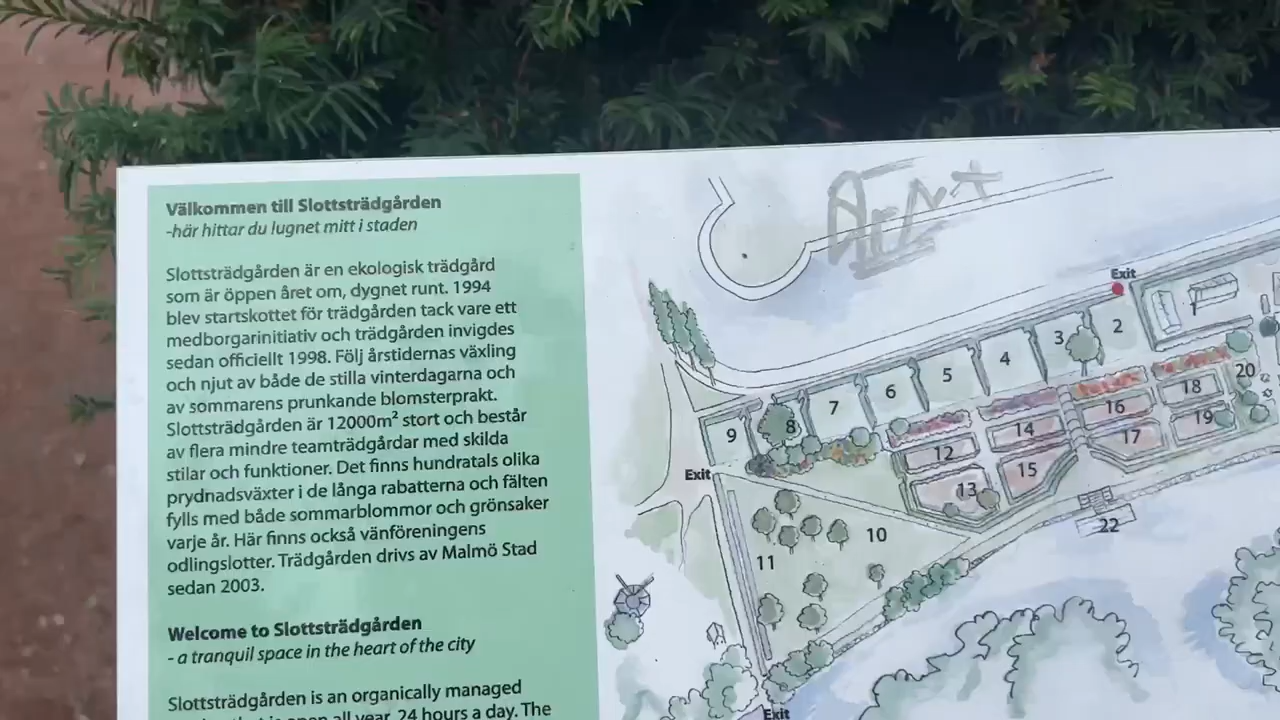 Välkommen till Slottsträdgården
-här hittar du lugnet mitt i staden
Slottsträdgården är en ekologisk trädgård
som är öppen året om, dygnet runt. 1994
blev startskottet för trädgården tack vare ett
medborgarinitiativ och trädgården invigdes
sedan officiellt 1998. Följ årstidernas växling
och njut av både de stilla vinterdagarna och
av sommarens prunkande blomsterprakt.
Slottsträdgården är 12000m² stort och består
av flera mindre teamträdgårdar med skilda
stilar och funktioner. Det finns hundratals olika
prydnadsväxter i de långa rabatterna och fälten
fylls med både sommarblommor och grönsaker
varje år. Här finns också vänföreningens
odlingslotter. Trädgården drivs av Malmö Stad
sedan 2003.
Welcome to Slottsträdgården
- a tranquil space in the heart of the city
Slottsträdgården is an organically managed
open all year, 24 hours a day. The
Exit
1
2
3
4
5
6
7
8
9
Exit
10
11
12
13
14
15
16
17
18
19
20
22
Exit